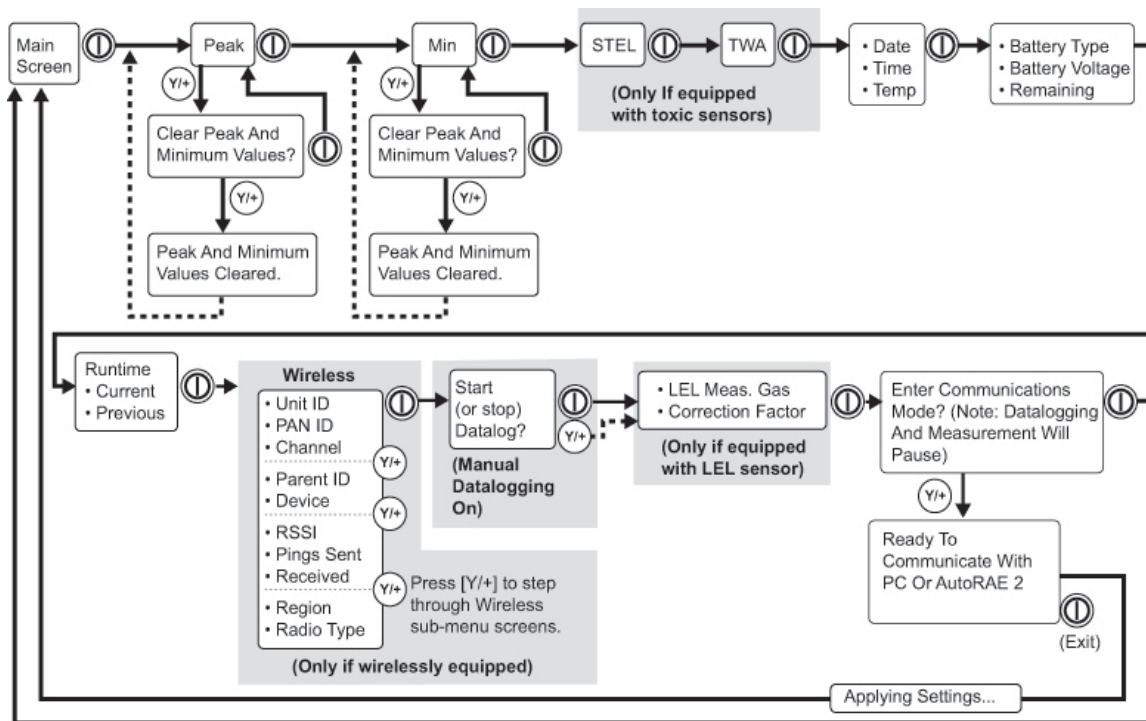 Main
Screen
Peak
Min
STEL
TWA
(Only If equipped
with toxic sensors)
• Date
• Time
• Temp
• Battery Type
• Battery Voltage
• Remaining
Y/+
Clear Peak And
Minimum Values?
Y/+
Peak And Minimum
Values Cleared.
Y/+
Clear Peak And
Minimum Values?
Y/+
Peak And Minimum
Values Cleared.
Runtime
• Current
• Previous
Wireless
• Unit ID
• PAN ID
• Channel
Y/+
• Parent ID
• Device
Y/+
• RSSI
• Pings Sent
• Received
Y/+
• Region
• Radio Type
Press [Y/+] to step
through Wireless
sub-menu screens.
(Only if wirelessly equipped)
Start
(or stop)
Datalog?
Y/+
(Manual
Datalogging
On)
• LEL Meas. Gas
• Correction Factor
(Only if equipped
with LEL sensor)
Enter Communications
Mode? (Note: Datalogging
And Measurement Will
Pause)
Y/+
Ready To
Communicate With
PC Or AutoRAE 2
(Exit)
Applying Settings...